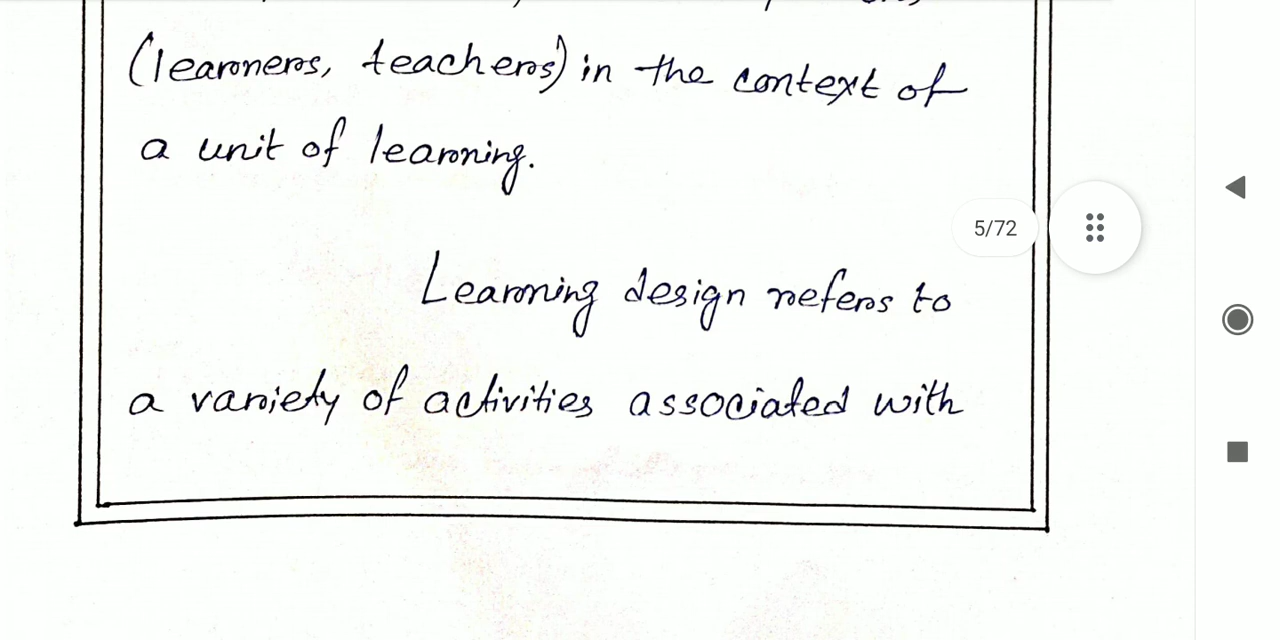 (learners, teachers) in the context of
a unit of learning.
5/72
Learning design refers to
a variety of activities associated with